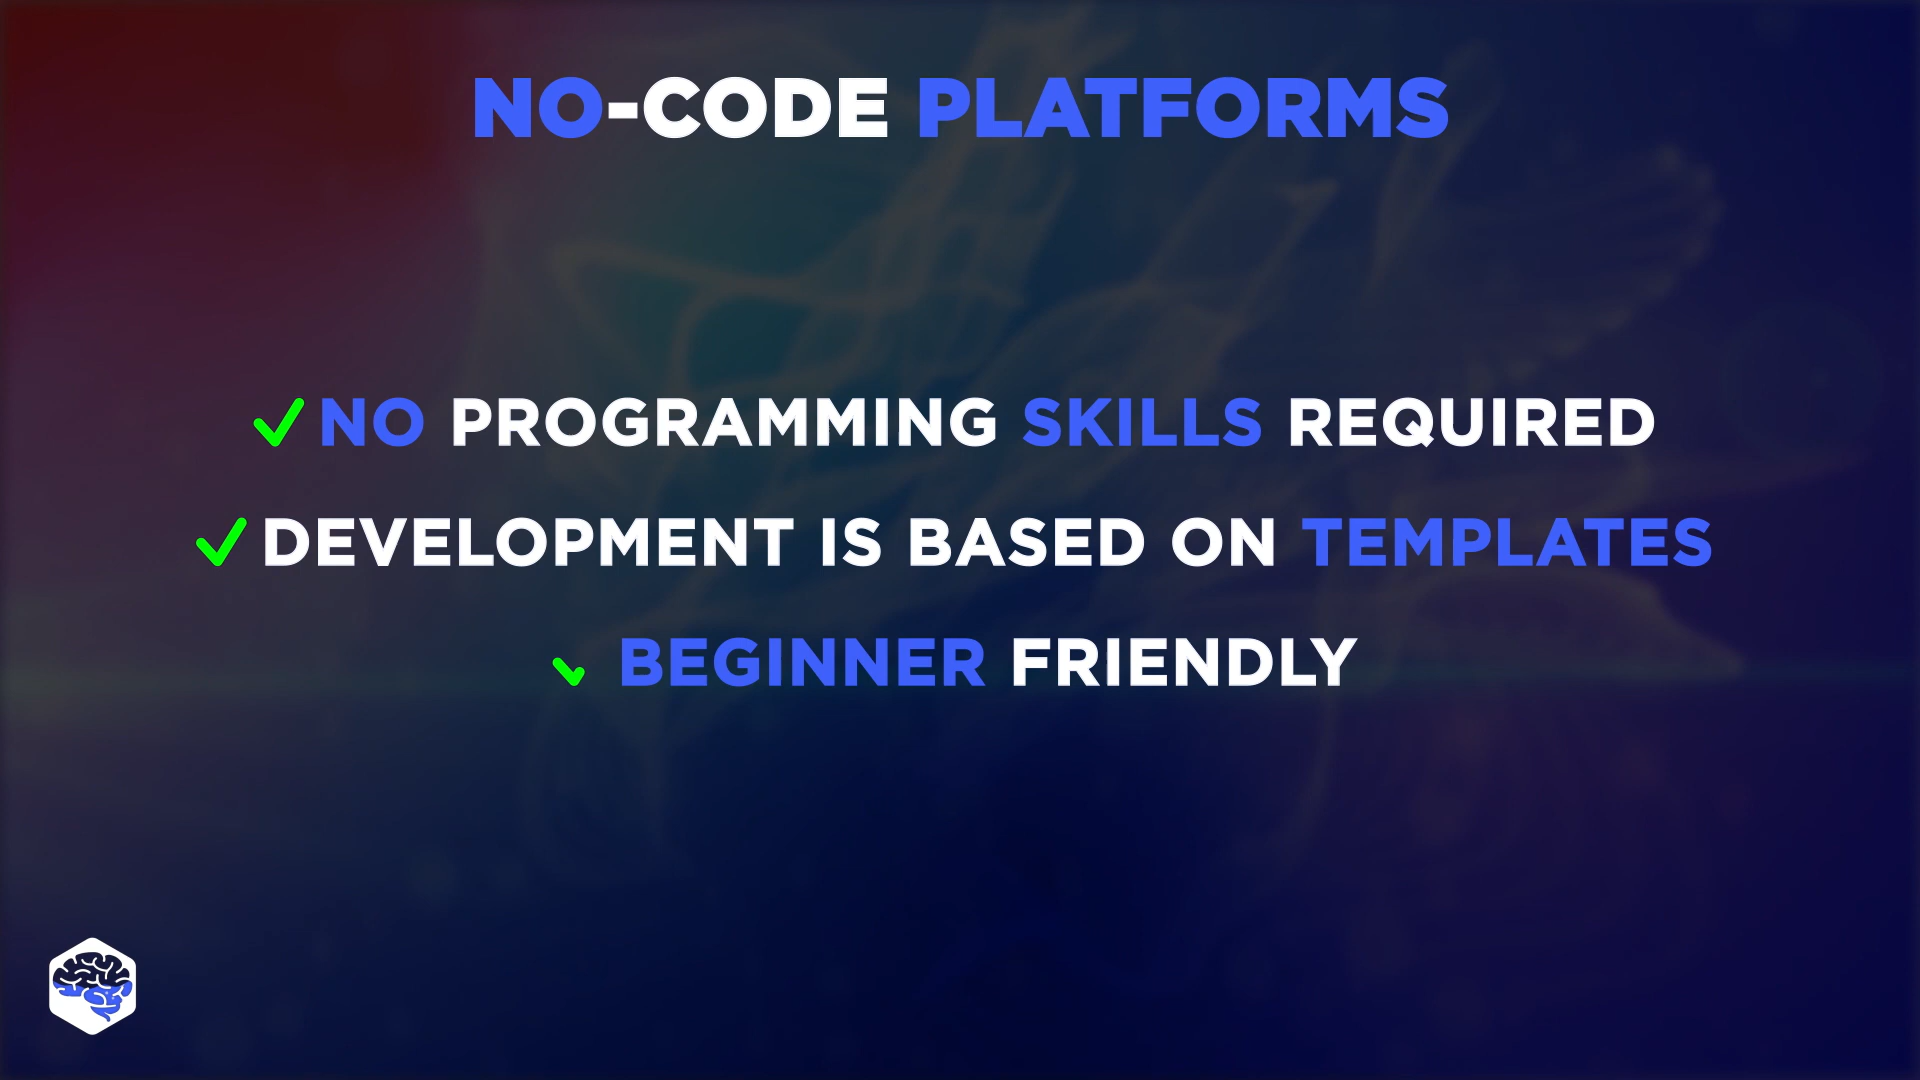 NO-CODE PLATFORMS
NO PROGRAMMING SKILLS REQUIRED
DEVELOPMENT IS BASED ON TEMPLATES
BEGINNER FRIENDLY